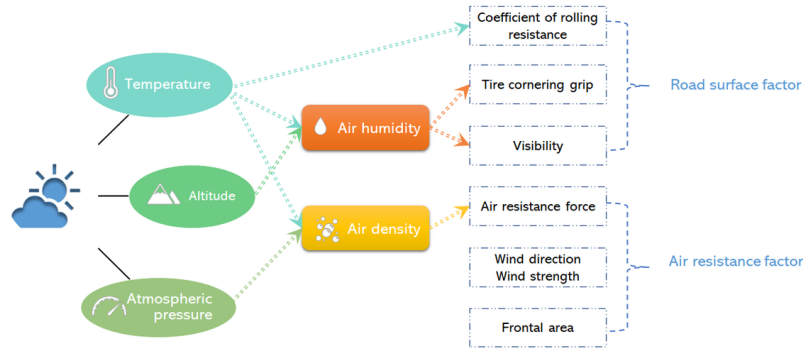 Coefficient of rolling
resistance
Temperature
Tire cornering grip
Road surface factor
Air humidity
Visibility
Altitude
Air resistance force
Air density
Wind direction
Wind strength
Air resistance factor
Atmospheric
pressure
Frontal area